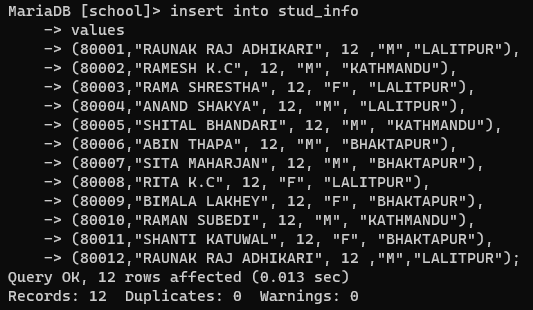 MariaDB [school]> insert into stud_info
    -> values
    -> (80001,"RAUNAK RAJ ADHIKARI", 12 ,"M","LALITPUR"),
    -> (80002,"RAMESH K.C", 12, "M", "KATHMANDU"),
    -> (80003,"RAMA SHRESTHA", 12, "F", "LALITPUR"),
    -> (80004,"ANAND SHAKYA", 12, "M", "LALITPUR"),
    -> (80005,"SHITAL BHANDARI", 12, "M", "KATHMANDU"),
    -> (80006,"ABIN THAPA", 12, "M", "BHAKTAPUR"),
    -> (80007,"SITA MAHARJAN", 12, "M", "BHAKTAPUR"),
    -> (8008,"RITA K.C", 12, "F", "LALITPUR"),
    -> (80009,"BIMALA LAKHEY", 12, "F", "BHAKTAPUR"),
    -> (80010,"RAMAN SUBEDI", 12, "M", "KATHMANDU"),
    -> (80011,"SHANTI KATUWAL", 12, "F", "BHAKTAPUR"),
    -> (80012,"RAUNAK RAJ ADHIKARI", 12 ,"M","LALITPUR");
Query OK, 12 rows affected (0.013 sec)
Records: 12  Duplicates: 0  Warnings: 0